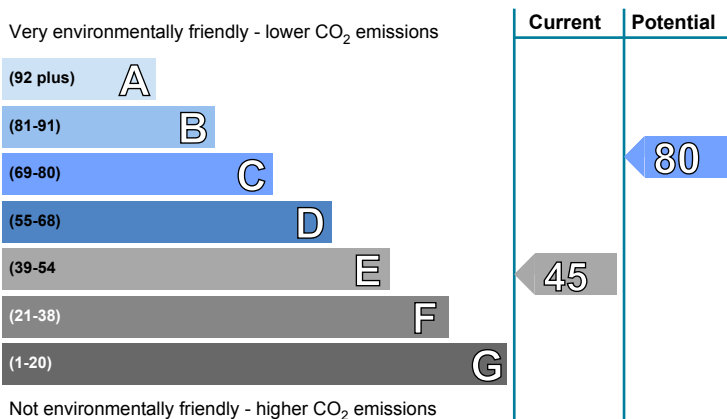 Very environmentally friendly - lower CO₂ emissions
Current
Potential
(92 plus) A
(81-91) B
(69-80) C
80
(55-68) D
(39-54 E
45
(21-38) F
(1-20) G
Not environmentally friendly - higher CO₂ emissions